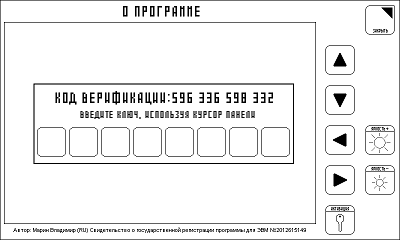 О ПРОГРАММЕ
ЗАКРЫТЬ
КОД ВЕРИФИКАЦИИ:596 336 598 332
ВВЕДИТЕ КЛЮЧ, ИСПОЛЬЗУЯ КУРСОР ПАНЕЛИ
ЯРКОСТЬ +
ЯРКОСТЬ -
АКТИВАЦИЯ
Автор: Марин Владимир (RU) Свидетельство о государственной регистрации программы для ЭВМ №2012615149